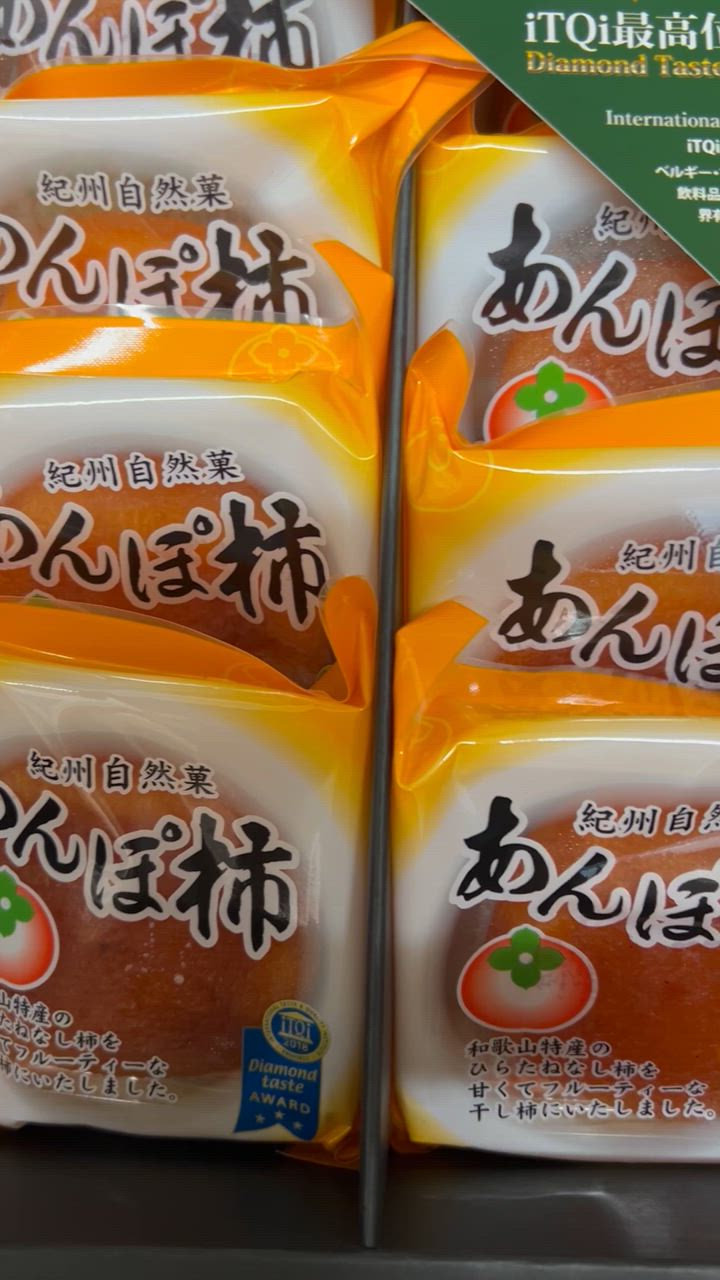 んぽ柿
iTQi最高位
Diamond Taste
International
iTQi
ベルギー・
飲料品
紀州自然菓
んぽ柿
紀州
あんぽ
紀州自然菓
んぽ柿
紀州自
あんぽ
紀州自然菓
んぽ柿
山特産の
たねなし柿を
てフルーティーな
柿にいたしました。
iTQi
2018
Diamond
taste
AWARD
紀州自然
あんぽ
和歌山特産の
ひらたねなし柿を
甘くてフルーティーな
干し柿にいたしました。